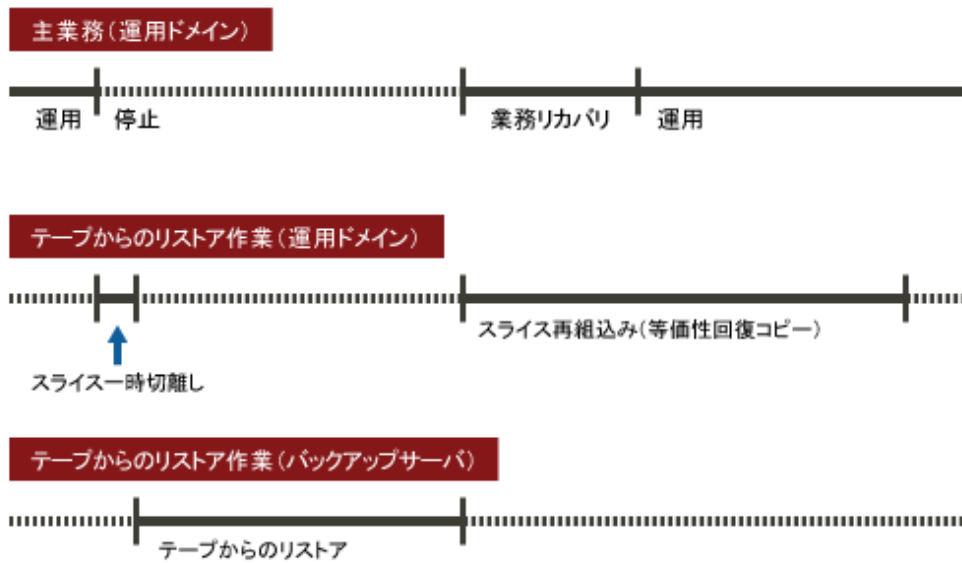 主業務(運用ドメイン)
運用 停止 業務リカバリ 運用
テープからのリストア作業(運用ドメイン)
スライス再組込み(等価性回復コピー)
スライス一時切離し
テープからのリストア作業(バックアップサーバ)
テープからのリストア